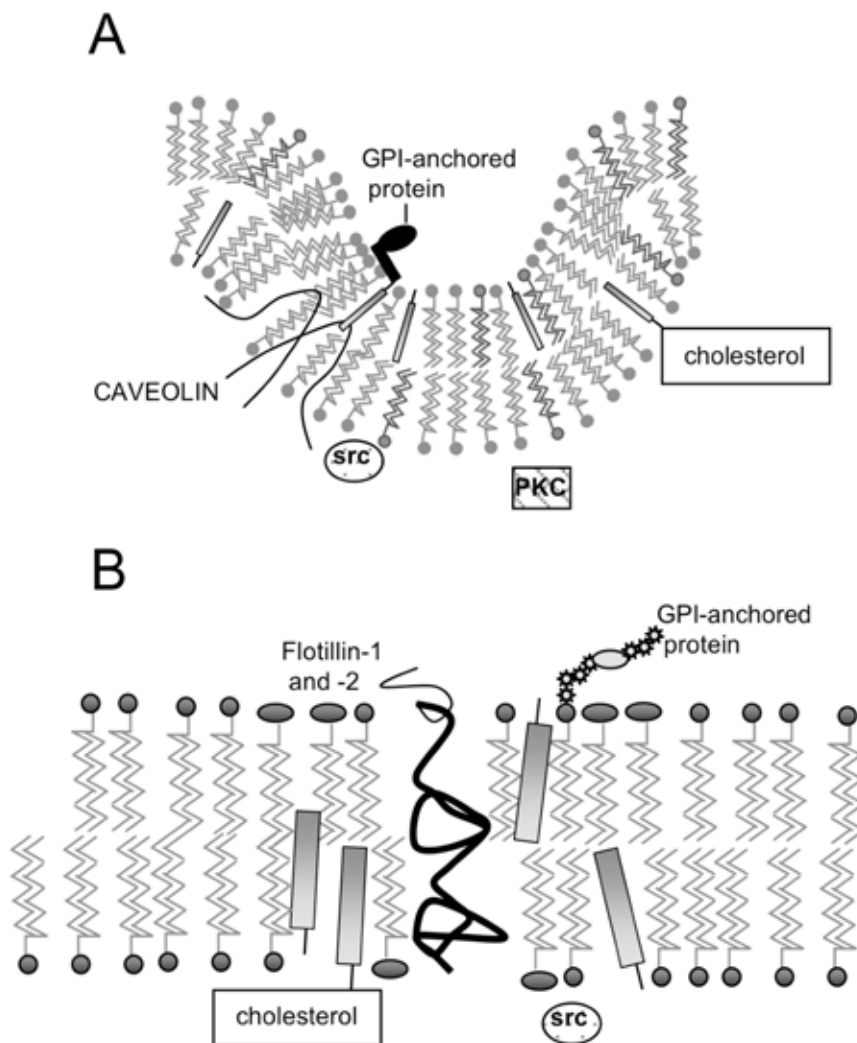 A
GPI-anchored
protein
cholesterol
CAVEOLIN
src
PKC
B
GPI-anchored
protein
Flotillin-1
and -2
cholesterol
src